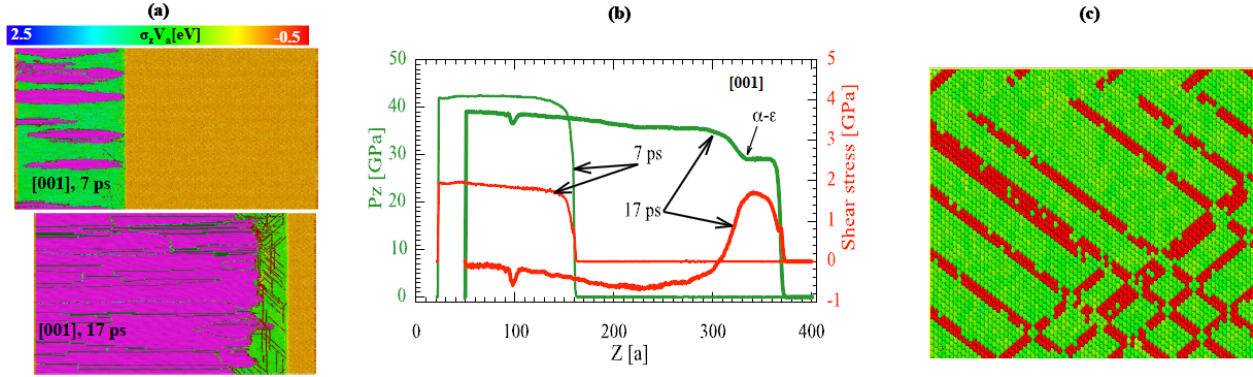 (a)
2.5 σzVa[eV] -0.5
[001], 7 ps
[001], 17 ps
(b)
50
40
30
20
10
0
Pz [GPa]
5
4
3
2
1
0
-1
Shear stress [GPa]
[001]
α-ε
7 ps
17 ps
0 100 200 300 400
Z [a]
(c)